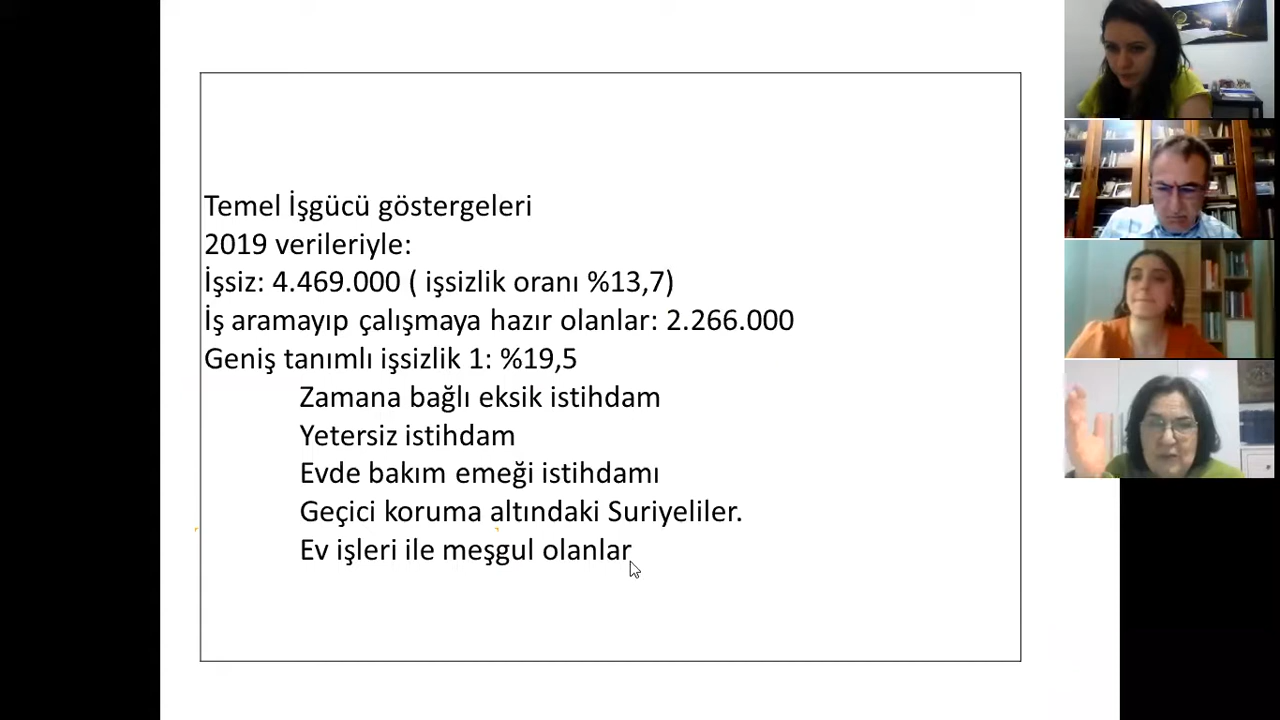 Temel İşgücü göstergeleri
2019 verileriyle:
İşsiz: 4.469.000 ( işsizlik oranı %13,7)
İş aramayıp çalışmaya hazır olanlar: 2.266.000
Geniş tanımlı işsizlik 1: %19,5
Zamana bağlı eksik istihdam
Yetersiz istihdam
Evde bakım emeği istihdamı
Geçici koruma altındaki Suriyeliler.
Ev işleri ile meşgul olanlar